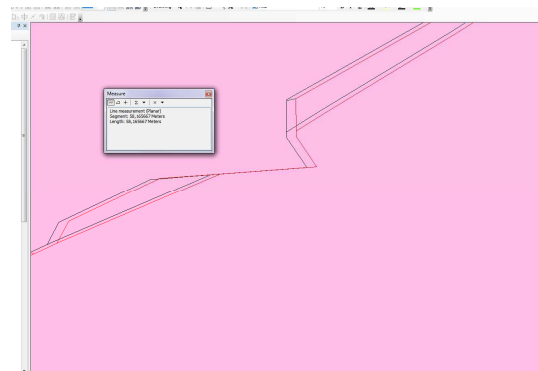 Measure
Line measurement (Planar)
Segment: 58,165667 Meters
Length: 58,165667 Meters